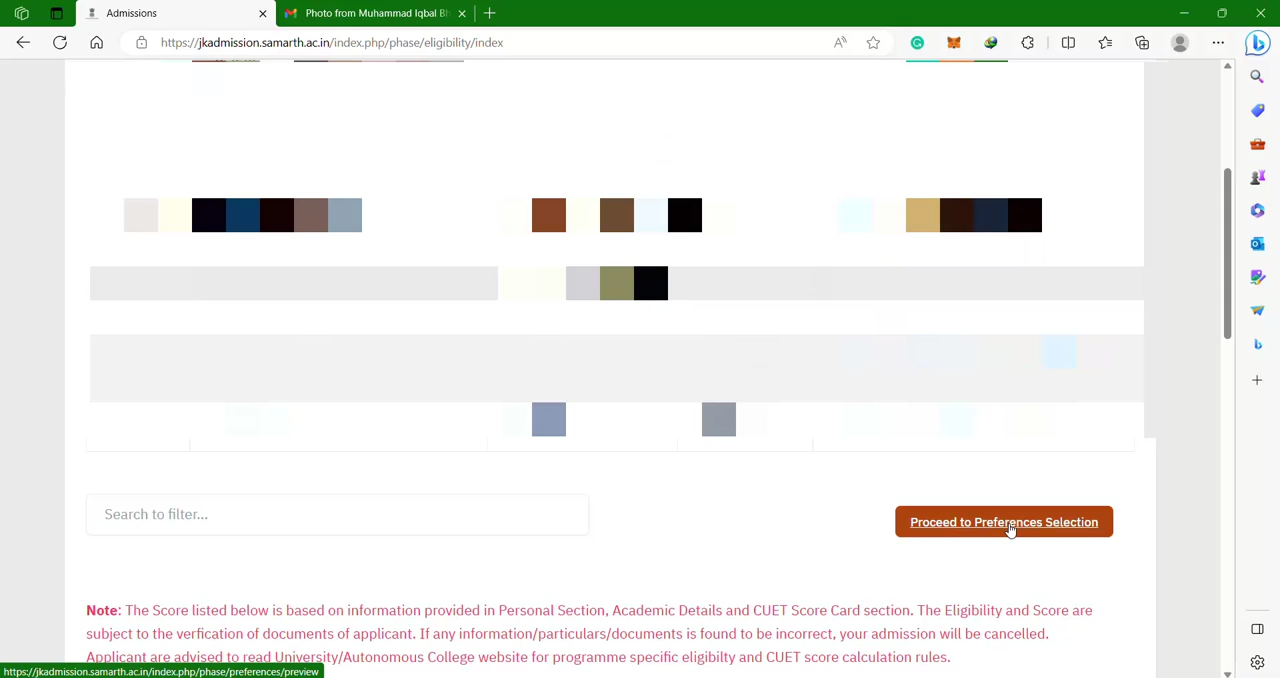 Admissions
Photo from Muhammad Iqbal Bh
https://jkadmission.samarth.ac.in/index.php/phase/eligibility/index
Search to filter...
Proceed to Preferences Selection
Note: The Score listed below is based on information provided in Personal Section, Academic Details and CUET Score Card section. The Eligibility and Score are
subject to the verfication of documents of applicant. If any information/particulars/documents is found to be incorrect, your admission will be cancelled.
Applicant are advised to read University/Autonomous College website for programme specific eligibilty and CUET score calculation rules.
https://jkadmission.samarth.ac.in/index.php/phase/preferences/preview